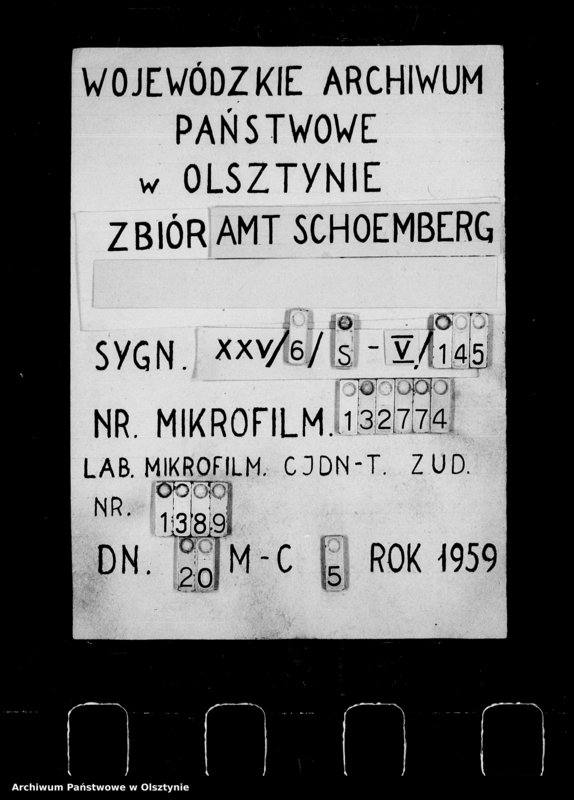 WOJEWÓDZKIE ARCHIWUM
PAŃSTWOWE
w OLSZTYNIE
ZBIÓR AMT SCHOEMBERG
SYGN. XXV/6/S-V/145
NR. MIKROFILM. 132774
LAB. MIKROFILM. CJDN-T. ZUD.
NR. 1389
DN. 20 M-C 5 ROK 1959
Archiwum Państwowe w Olsztynie